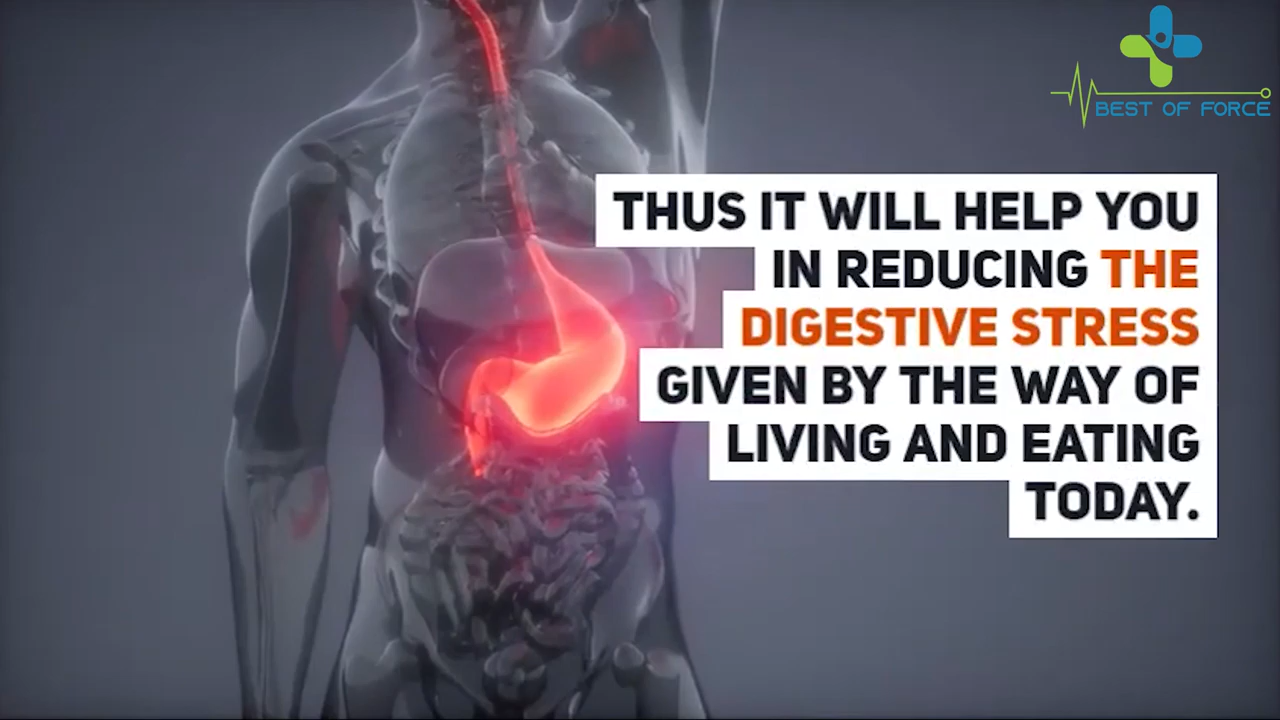 BEST OF FORCE
THUS IT WILL HELP YOU
IN REDUCING THE
DIGESTIVE STRESS
GIVEN BY THE WAY OF
LIVING AND EATING
TODAY.